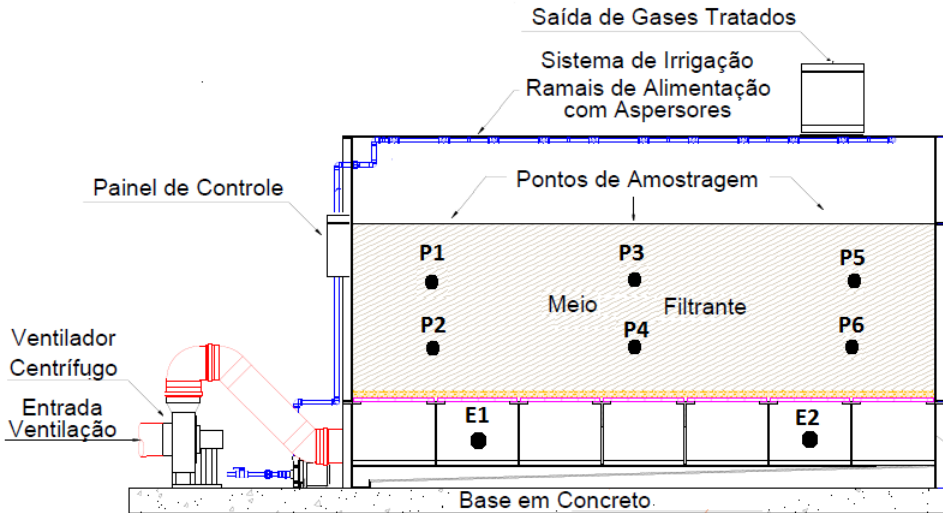 Saída de Gases Tratados
Sistema de Irrigação
Ramais de Alimentação
com Aspersores
Painel de Controle
Pontos de Amostragem
P1
P3
P5
Meio
Filtrante
P2
P4
P6
Ventilador
Centrífugo
Entrada
Ventilação
E1
E2
Base em Concreto